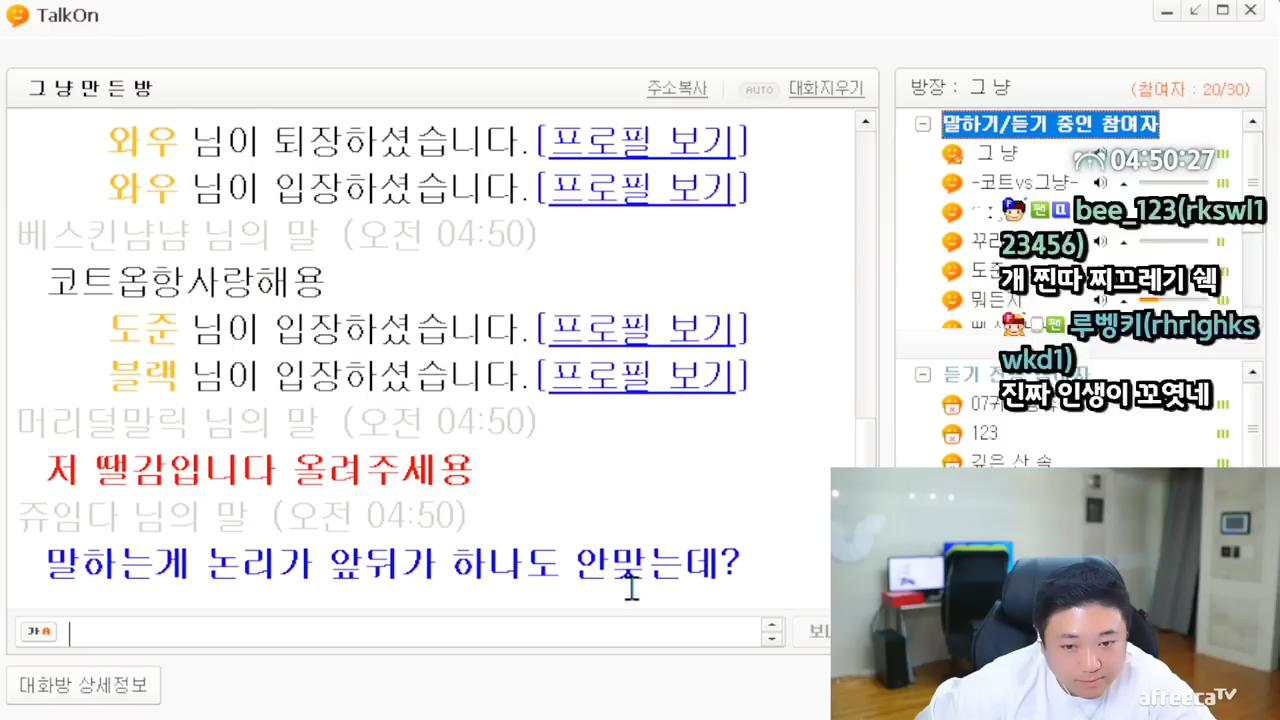 TalkOn
그 냥 만 든 방
주소복사
AUTO
대화지우기
와우 님이 퇴장하셨습니다. [프로필 보기]
와우 님이 입장하셨습니다. [프로필 보기]
베스킨냠냠 님의 말 (오전 04:50)
코트옵항사랑해용
도준 님이 입장하셨습니다. [프로필 보기]
블랙 님이 입장하셨습니다. [프로필 보기]
머리덜말릭 님의 말 (오전 04:50)
저 땔감입니다 올려주세용
쥬임다 님의 말 (오전 04:50)
말하는게 논리가 앞뒤가 하나도 안맞는데?
가
대화방 상세정보
방장 : 그 냥
(참여자 : 20/30)
말하기/듣기 중인 참여자
그 냥
04:50:27
-코트vs그냥-
bee_123(rkswl1
23456)
개 찐따 찌끄레기 쉑
도준
뭐든지
루벵키(rhrlghks
wkd1)
진짜 인생이 꼬엿네
듣기
123
깊은 산 속
afreecaTV